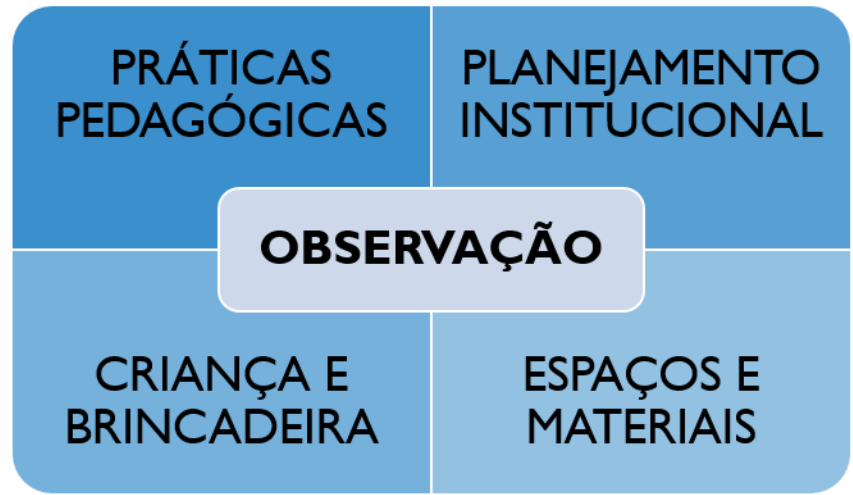 PRÁTICAS
PEDAGÓGICAS
PLANEJAMENTO
INSTITUCIONAL
OBSERVAÇÃO
CRIANÇA E
BRINCADEIRA
ESPAÇOS E
MATERIAIS